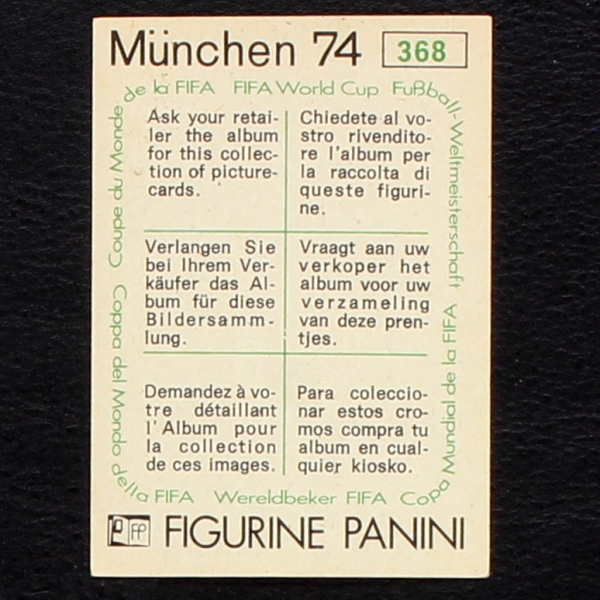 München 74 368
de la FIFA FIFA World Cup Fußball-Weltmeisterschaft
Ask your retai-
ler the album
for this collec-
tion of picture-
cards.
Chiedete al vo-
stro rivendito-
re l'album per
la raccolta di
queste figuri-
ne.
Verlangen Sie
bei Ihrem Ver-
käufer das Al-
bum für diese
Bildersamm-
lung.
Vraagt aan uw
verkoper het
album voor uw
verzameling
van deze pren-
tjes.
Demandez à vo-
tre détaillant
l'Album pour
la collection
de ces images.
Para coleccio-
nar estos cro-
mos compra tu
album en cual-
quier kiosko.
Copa Mundial de la FIFA
Wereldbeker FIFA
Coppa del Mondo della FIFA
Coupe du Monde
FP FIGURINE PANINI